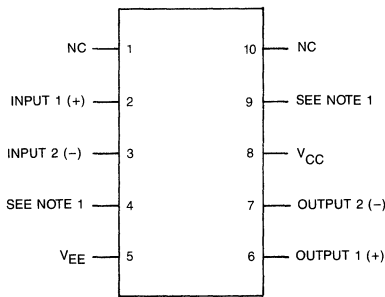 NC 1 10 NC
INPUT 1 (+) 2 9 SEE NOTE 1
INPUT 2 (−) 3 8 VCC
SEE NOTE 1 4 7 OUTPUT 2 (−)
VEE 5 6 OUTPUT 1 (+)